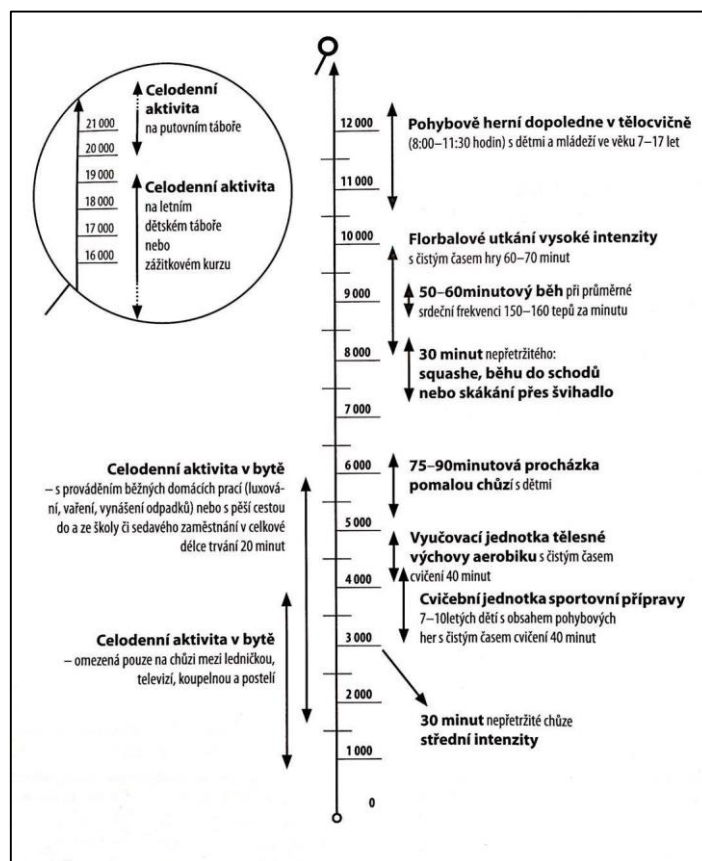 Celodenní
aktivita
na putovním táboře
21 000
20 000
19 000
18 000
17 000
16 000
Celodenní aktivita
na letním
dětském táboře
nebo
zážitkovém kurzu
12 000
11 000
10 000
9 000
8 000
7 000
6 000
5 000
4 000
3 000
2 000
1 000
0
Pohybově herní dopoledne v tělocvičně
(8:00–11:30 hodin) s dětmi a mládeží ve věku 7–17 let
Florbalové utkání vysoké intenzity
s čistým časem hry 60–70 minut
50–60minutový běh při průměrné
srdeční frekvenci 150–160 tepů za minutu
30 minut nepřetržitého:
squashe, běhu do schodů
nebo skákání přes švihadlo
75–90minutová procházka
pomalou chůzí s dětmi
Vyučovací jednotka tělesné
výchovy aerobiku s čistým časem
cvičení 40 minut
Cvičební jednotka sportovní přípravy
7–10letých dětí s obsahem pohybových
her s čistým časem cvičení 40 minut
30 minut nepřetržité chůze
střední intenzity
Celodenní aktivita v bytě
– s prováděním běžných domácích prací (luxová-
ní, vaření, vynášení odpadků) nebo s pěší cestou
do a ze školy či sedavého zaměstnání v celkové
délce trvání 20 minut
Celodenní aktivita v bytě
– omezená pouze na chůzi mezi ledničkou,
televizí, koupelnou a postelí